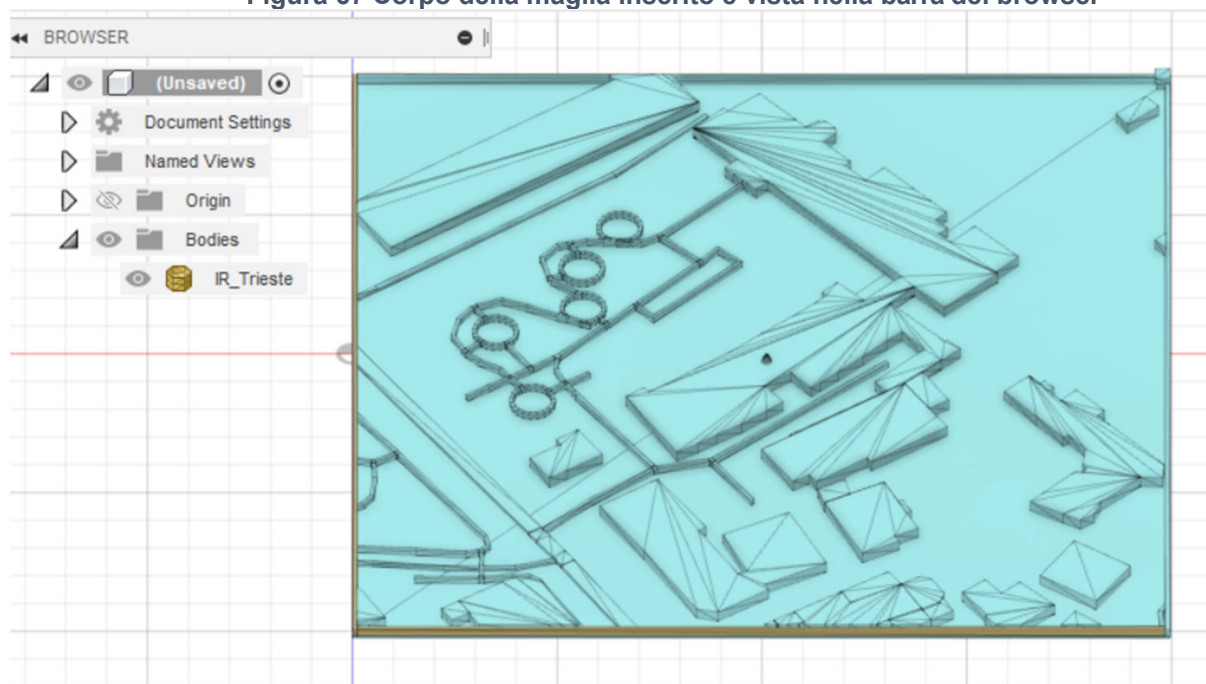 Figura 67 Corpo della maglia inserito e vista nella barra del browser
BROWSER
(Unsaved)
Document Settings
Named Views
Origin
Bodies
IR_Trieste